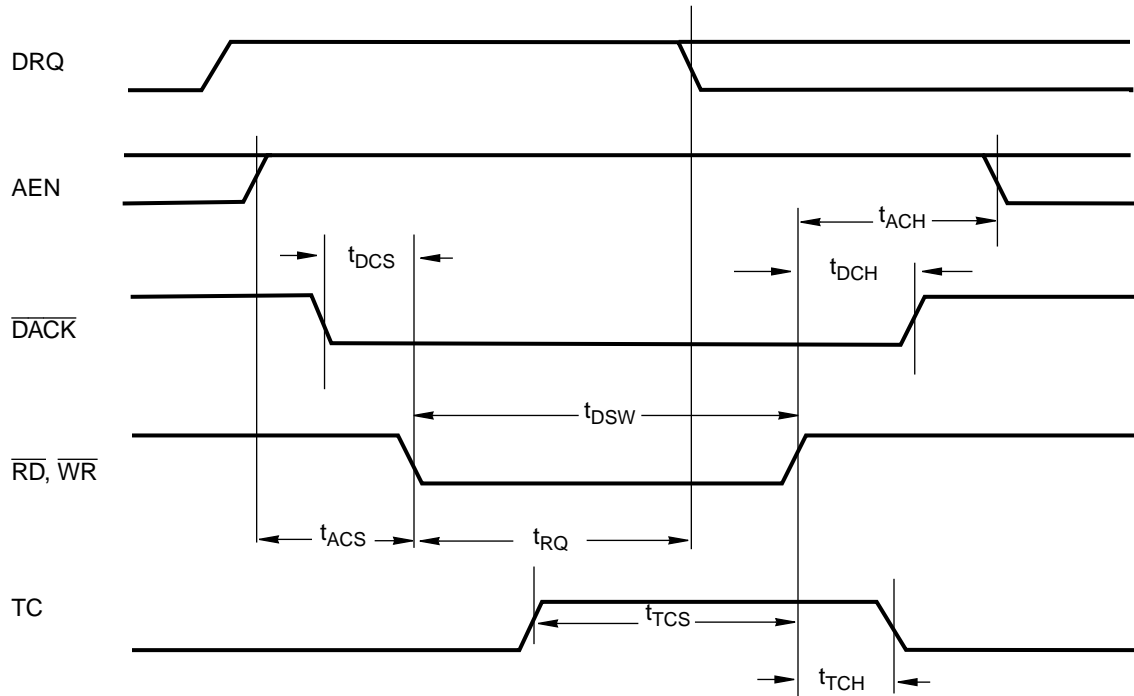 DRQ
AEN
tACH
tDCS
tDCH
DACK
tDSW
RD, WR
tACS
tRQ
TC
tTCS
tTCH